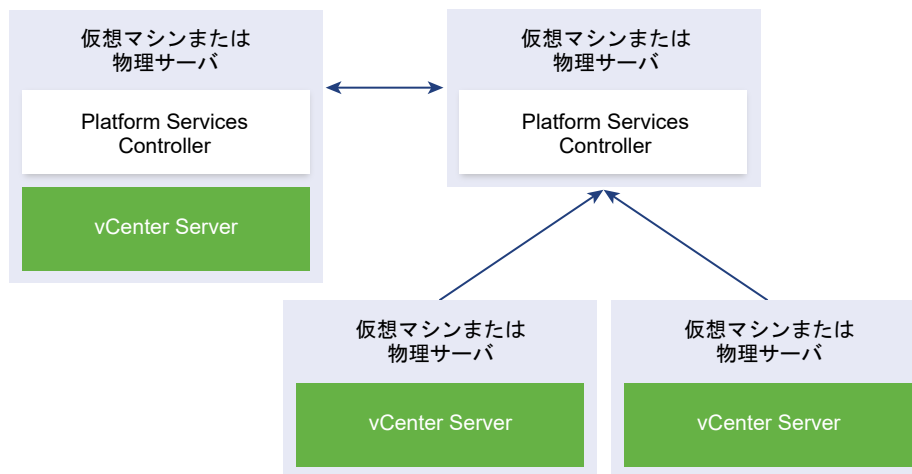 仮想マシンまたは
物理サーバ
Platform Services
Controller
vCenter Server
仮想マシンまたは
物理サーバ
Platform Services
Controller
仮想マシンまたは
物理サーバ
vCenter Server
仮想マシンまたは
物理サーバ
vCenter Server